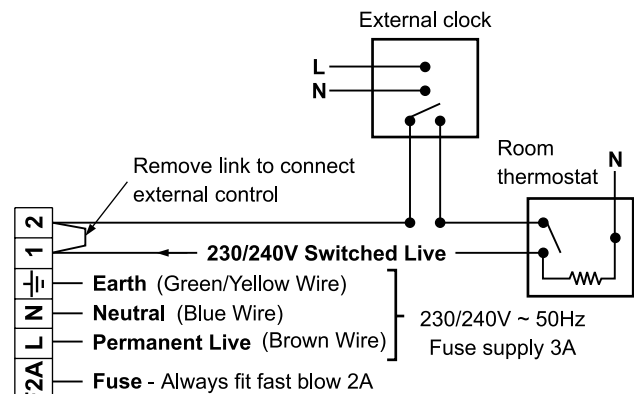 External clock
L
N
Room
thermostat
N
Remove link to connect
external control
2
1
230/240V Switched Live
Earth (Green/Yellow Wire)
N
Neutral (Blue Wire)
L
Permanent Live (Brown Wire)
230/240V ~ 50Hz
Fuse supply 3A
Fuse - Always fit fast blow 2A